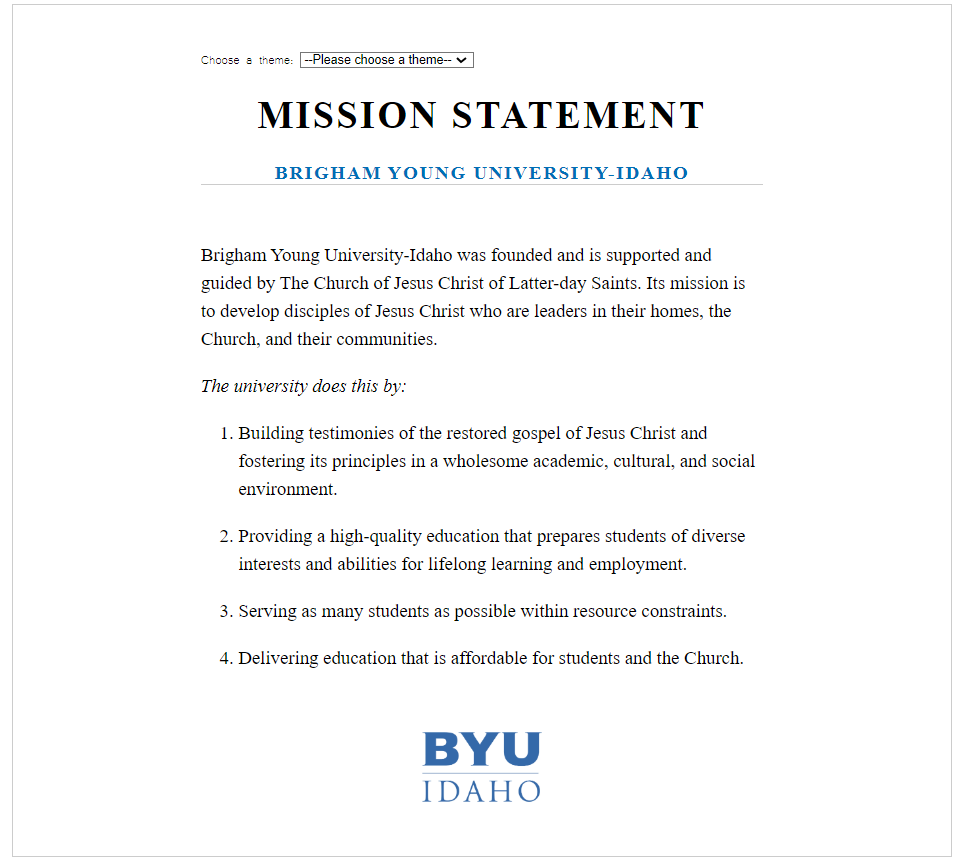 Choose a theme: --Please choose a theme--
MISSION STATEMENT
BRIGHAM YOUNG UNIVERSITY-IDAHO
Brigham Young University-Idaho was founded and is supported and
guided by The Church of Jesus Christ of Latter-day Saints. Its mission is
to develop disciples of Jesus Christ who are leaders in their homes, the
Church, and their communities.
The university does this by:
1. Building testimonies of the restored gospel of Jesus Christ and
fostering its principles in a wholesome academic, cultural, and social
environment.
2. Providing a high-quality education that prepares students of diverse
interests and abilities for lifelong learning and employment.
3. Serving as many students as possible within resource constraints.
4. Delivering education that is affordable for students and the Church.
BYU
IDAHO